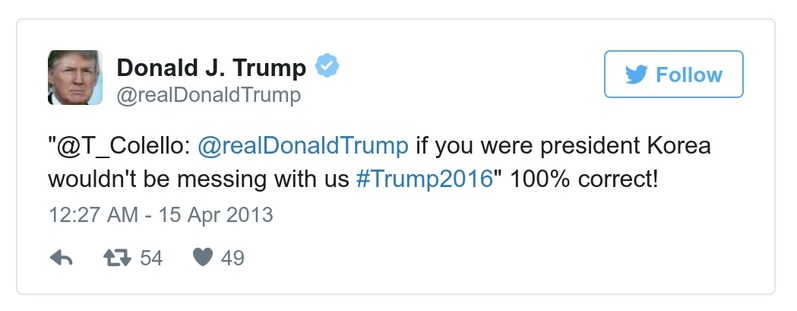 Donald J. Trump
@realDonaldTrump
Follow
"@T_Colello: @realDonaldTrump if you were president Korea
wouldn't be messing with us #Trump2016" 100% correct!
12:27 AM - 15 Apr 2013
54 49